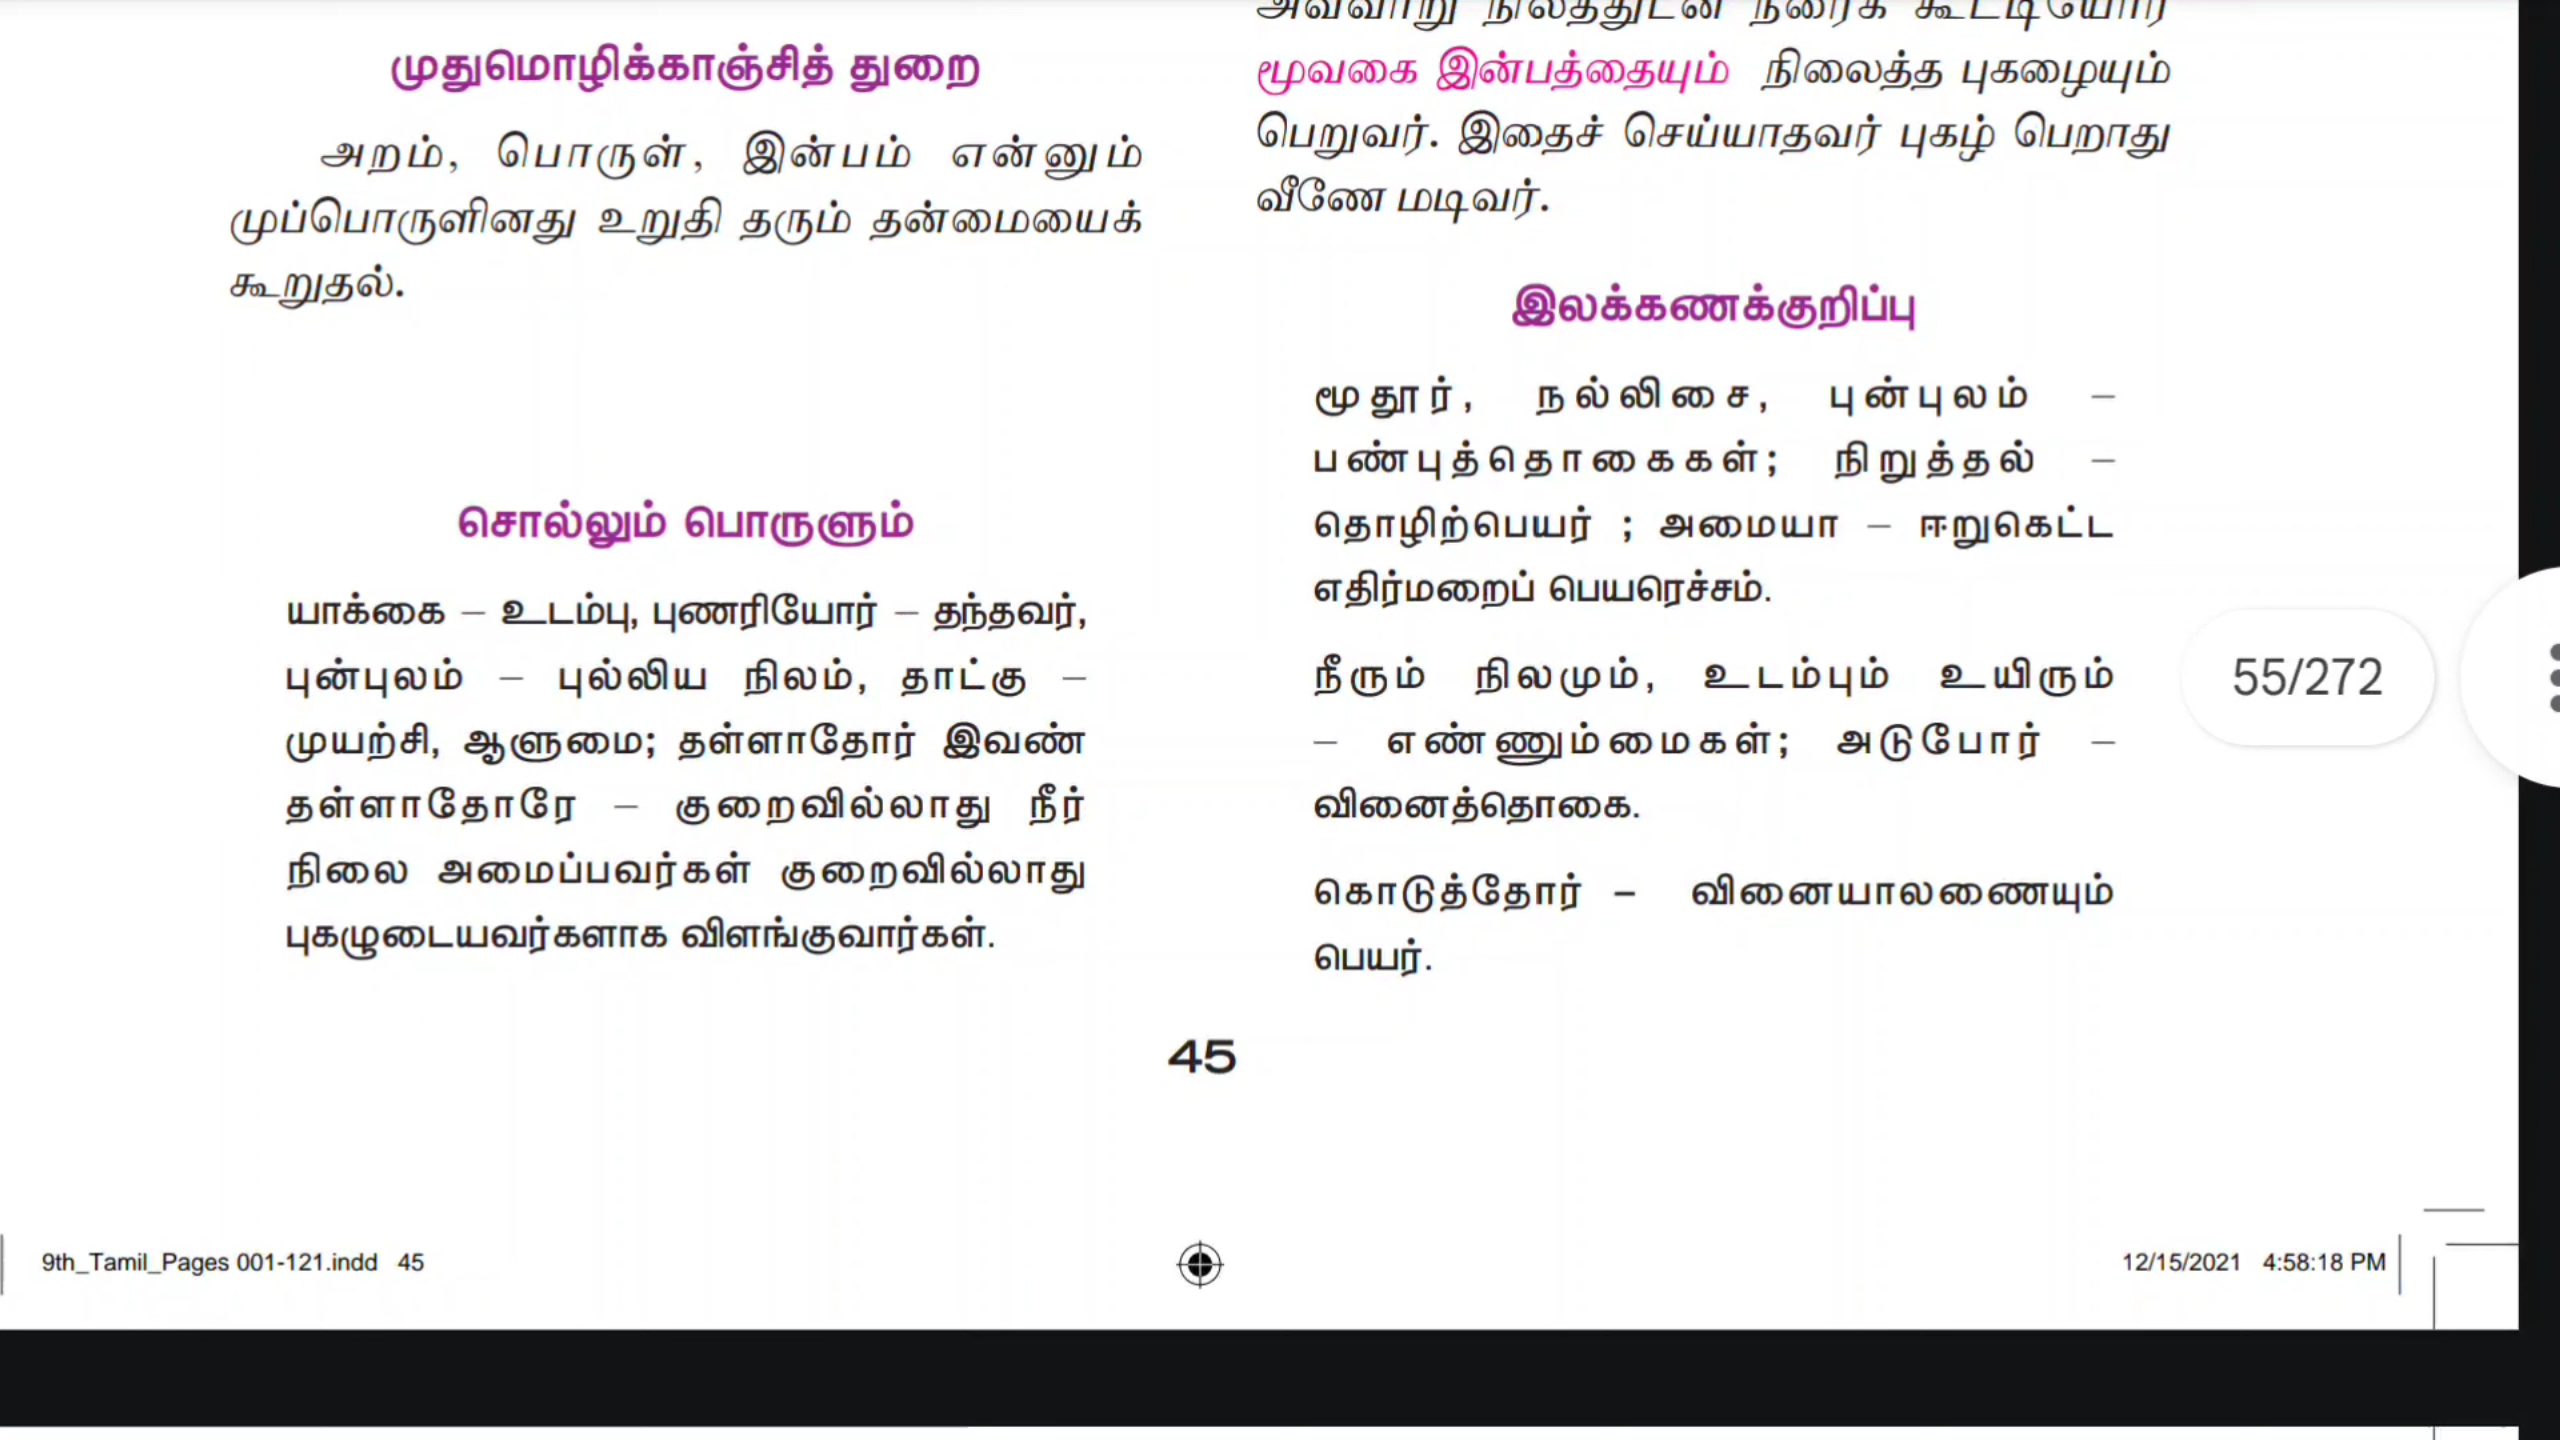 முதுமொழிக்காஞ்சித் துறை
அறம், பொருள், இன்பம் என்னும்
முப்பொருளினது உறுதி தரும் தன்மையைக்
கூறுதல்.
சொல்லும் பொருளும்
யாக்கை – உடம்பு, புணரியோர் – தந்தவர்,
புன்புலம் – புல்லிய நிலம், தாட்கு –
முயற்சி, ஆளுமை; தள்ளாதோர் இவண்
தள்ளாதோரே – குறைவில்லாது நீர்
நிலை அமைப்பவர்கள் குறைவில்லாது
புகழுடையவர்களாக விளங்குவார்கள்.
அவ்வாறு நிலத்துடன் நீரைக் கூட்டியோர்
மூவகை இன்பத்தையும் நிலைத்த புகழையும்
பெறுவர். இதைச் செய்யாதவர் புகழ் பெறாது
வீணே மடிவர்.
இலக்கணக்குறிப்பு
மூதூர், நல்லிசை, புன்புலம் –
பண்புத்தொகைகள்; நிறுத்தல் –
தொழிற்பெயர் ; அமையா – ஈறுகெட்ட
எதிர்மறைப் பெயரெச்சம்.
நீரும் நிலமும், உடம்பும் உயிரும்
– எண்ணும்மைகள்; அடுபோர் –
வினைத்தொகை.
கொடுத்தோர் – வினையாலணையும்
பெயர்.
55/272
45
9th_Tamil_Pages 001-121.indd 45
12/15/2021 4:58:18 PM